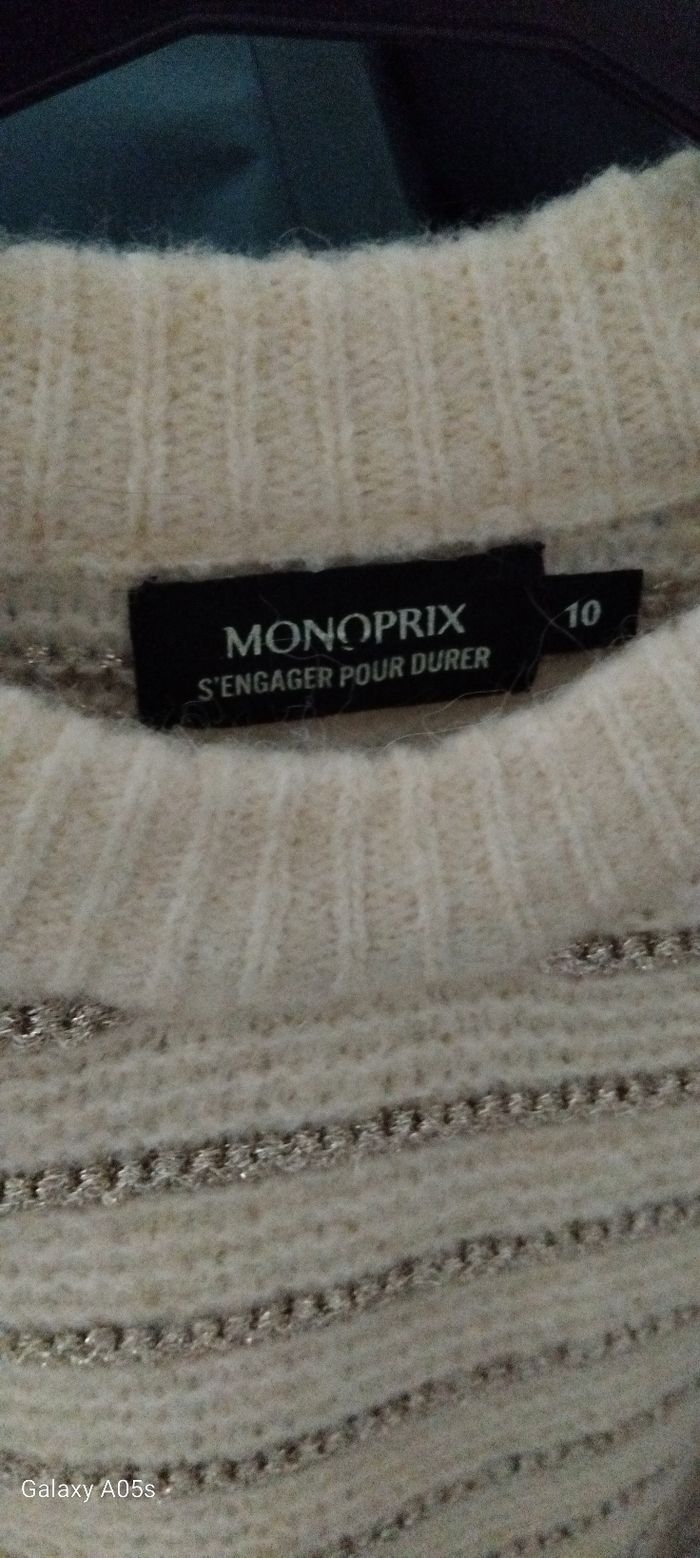 MONOPRIX
S'ENGAGER POUR DURER
10
Galaxy A05s